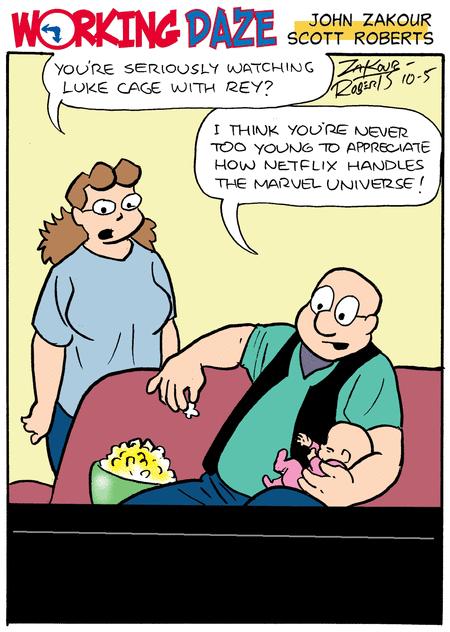 WORKING DAZE
JOHN ZAKOUR
SCOTT ROBERTS
YOU'RE SERIOUSLY WATCHING
LUKE CAGE WITH REY?
ZAKOUR-
ROBERTS 10-5
I THINK YOU'RE NEVER
TOO YOUNG TO APPRECIATE
HOW NETFLIX HANDLES
THE MARVEL UNIVERSE!